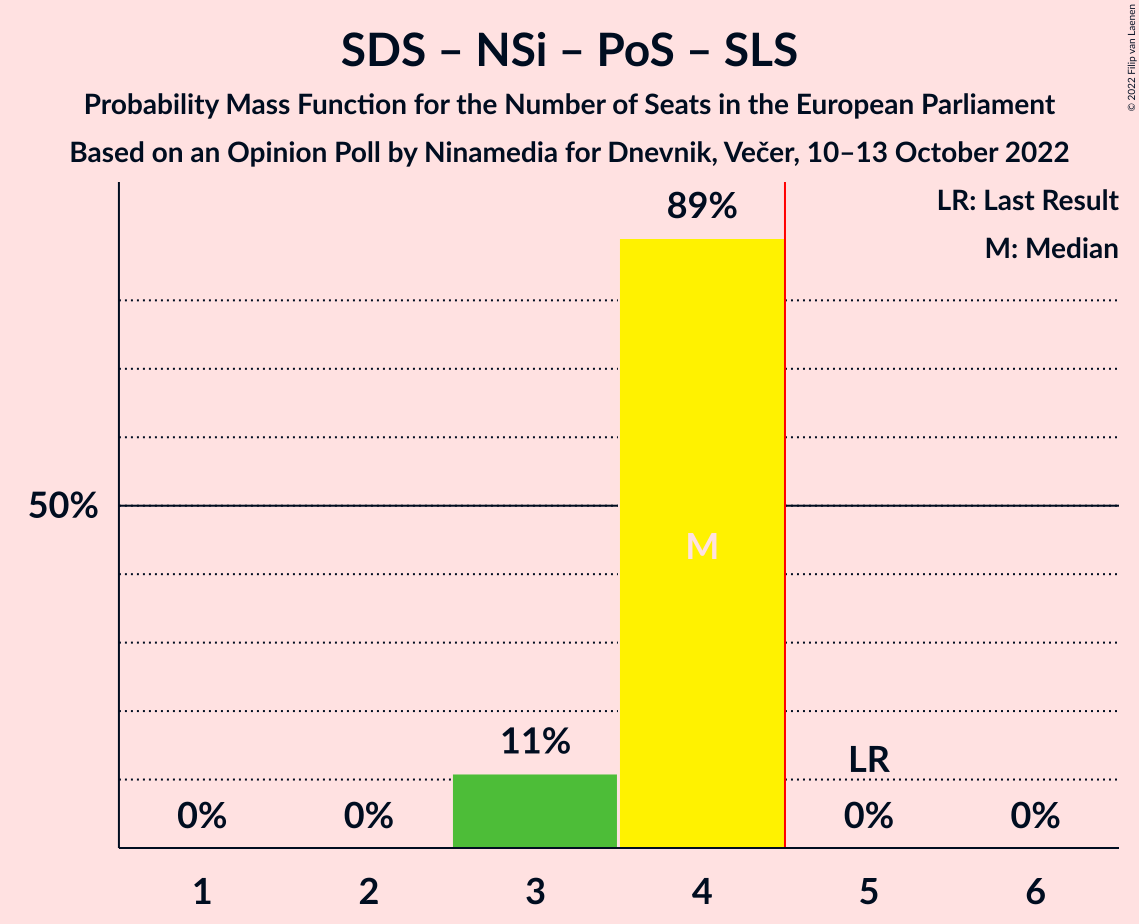 SDS – NSi – PoS – SLS
Probability Mass Function for the Number of Seats in the European Parliament
Based on an Opinion Poll by Ninamedia for Dnevnik, Večer, 10–13 October 2022
© 2022 Filip van Laenen
LR: Last Result
M: Median
89%
50%
M
11%
LR
0% 0% 0% 0%
1 2 3 4 5 6